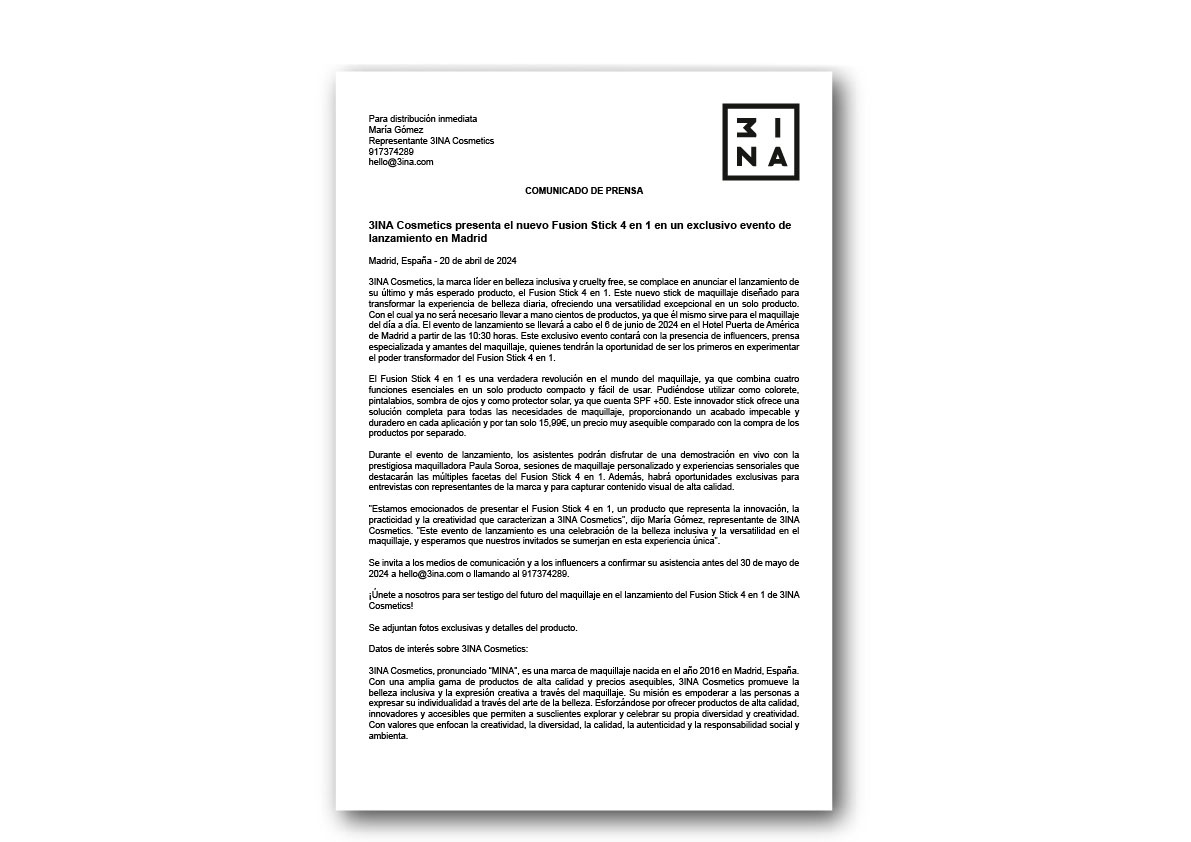 Para distribución inmediata
María Gómez
Representante 3INA Cosmetics
917374289
hello@3ina.com
3 I
N A
COMUNICADO DE PRENSA
3INA Cosmetics presenta el nuevo Fusion Stick 4 en 1 en un exclusivo evento de
lanzamiento en Madrid
Madrid, España - 20 de abril de 2024
3INA Cosmetics, la marca líder en belleza inclusiva y cruelty free, se complace en anunciar el lanzamiento de
su último y más esperado producto, el Fusion Stick 4 en 1. Este nuevo stick de maquillaje diseñado para
transformar la experiencia de belleza diaria, ofreciendo una versatilidad excepcional en un solo producto.
Con el cual ya no será necesario llevar a mano cientos de productos, ya que él mismo sirve para el maquillaje
del día a día. El evento de lanzamiento se llevará a cabo el 6 de junio de 2024 en el Hotel Puerta de América
de Madrid a partir de las 10:30 horas. Este exclusivo evento contará con la presencia de influencers, prensa
especializada y amantes del maquillaje, quienes tendrán la oportunidad de ser los primeros en experimentar
el poder transformador del Fusion Stick 4 en 1.
El Fusion Stick 4 en 1 es una verdadera revolución en el mundo del maquillaje, ya que combina cuatro
funciones esenciales en un solo producto compacto y fácil de usar. Pudiéndose utilizar como colorete,
pintalabios, sombra de ojos y como protector solar, ya que cuenta SPF +50. Este innovador stick ofrece una
solución completa para todas las necesidades de maquillaje, proporcionando un acabado impecable y
duradero en cada aplicación y por tan solo 15,99€, un precio muy asequible comparado con la compra de los
productos por separado.
Durante el evento de lanzamiento, los asistentes podrán disfrutar de una demostración en vivo con la
prestigiosa maquilladora Paula Soroa, sesiones de maquillaje personalizado y experiencias sensoriales que
destacarán las múltiples facetas del Fusion Stick 4 en 1. Además, habrá oportunidades exclusivas para
entrevistas con representantes de la marca y para capturar contenido visual de alta calidad.
"Estamos emocionados de presentar el Fusion Stick 4 en 1, un producto que representa la innovación, la
practicidad y la creatividad que caracterizan a 3INA Cosmetics", dijo María Gómez, representante de 3INA
Cosmetics. "Este evento de lanzamiento es una celebración de la belleza inclusiva y la versatilidad en el
maquillaje, y esperamos que nuestros invitados se sumerjan en esta experiencia única".
Se invita a los medios de comunicación y a los influencers a confirmar su asistencia antes del 30 de mayo de
2024 a hello@3ina.com o llamando al 917374289.
¡Únete a nosotros para ser testigo del futuro del maquillaje en el lanzamiento del Fusion Stick 4 en 1 de 3INA
Cosmetics!
Se adjuntan fotos exclusivas y detalles del producto.
Datos de interés sobre 3INA Cosmetics:
3INA Cosmetics, pronunciado "MINA", es una marca de maquillaje nacida en el año 2016 en Madrid, España.
Con una amplia gama de productos de alta calidad y precios asequibles, 3INA Cosmetics promueve la
belleza inclusiva y la expresión creativa a través del maquillaje. Su misión es empoderar a las personas a
expresar su individualidad a través del arte de la belleza. Esforzándose por ofrecer productos de alta calidad,
innovadores y accesibles que permiten a susclientes explorar y celebrar su propia diversidad y creatividad.
Con valores que enfocan la creatividad, la diversidad, la calidad, la autenticidad y la responsabilidad social y
ambienta.